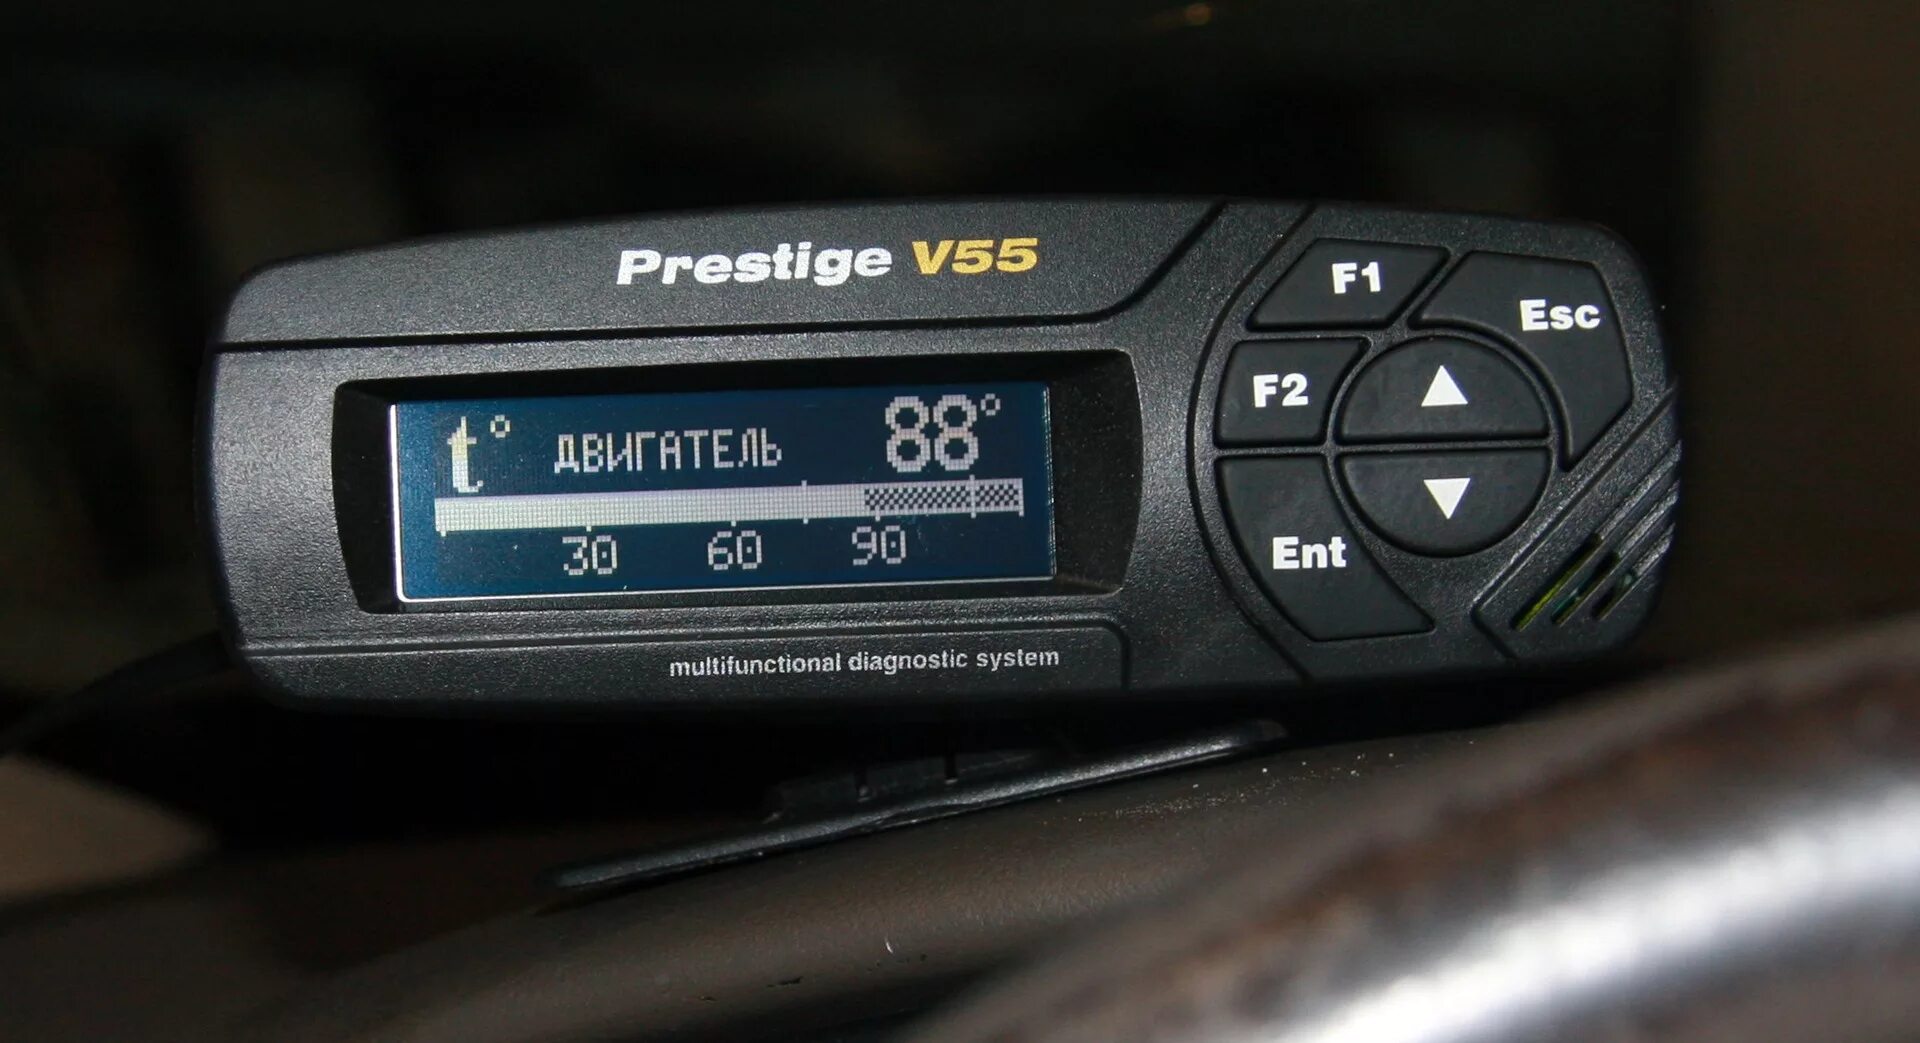 Prestige V55
t° ДВИГАТЕЛЬ 88°
30 60 90
multifunctional diagnostic system
F1
Esc
F2
Ent